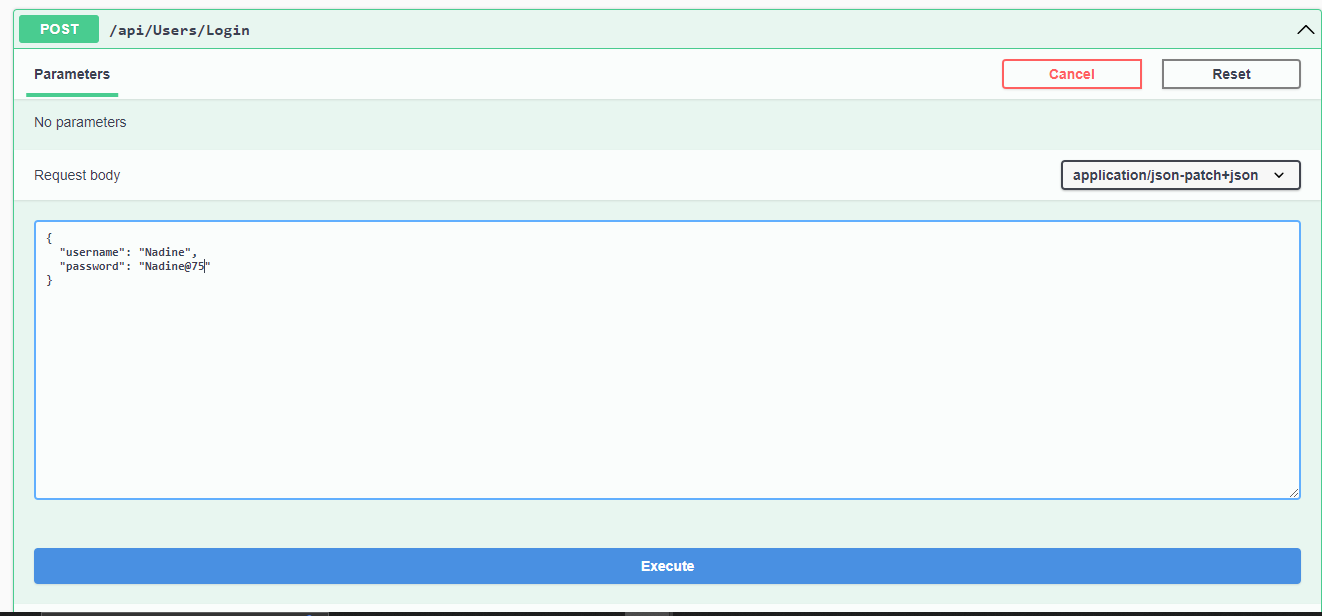 POST /api/Users/Login
Parameters
Cancel
Reset
No parameters
Request body
application/json-patch+json
{
  "username": "Nadine",
  "password": "Nadine@75"
}
Execute